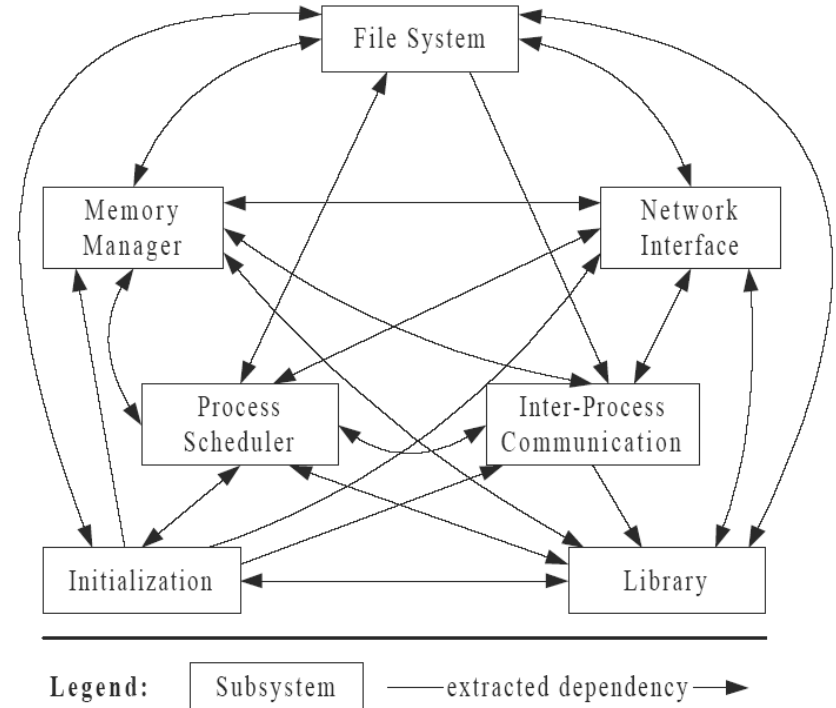 File System
Memory
Manager
Network
Interface
Process
Scheduler
Inter-Process
Communication
Initialization
Library
Legend:
Subsystem
extracted dependency